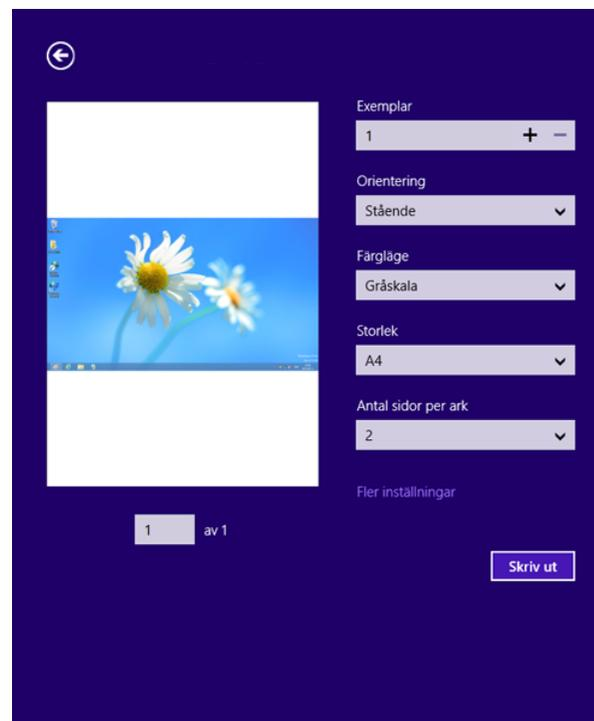 Exemplar
1
Orientering
Stående
Färgläge
Gråskala
Storlek
A4
Antal sidor per ark
2
Fler inställningar
1 av 1
Skriv ut